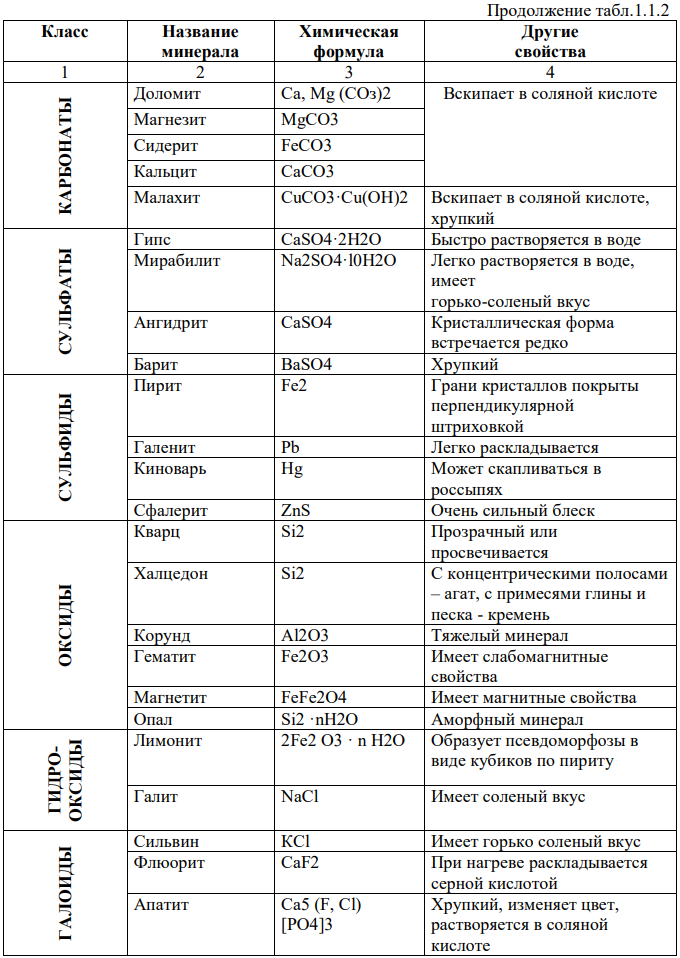 Продолжение табл.1.1.2
Класс
Название
минерала
Химическая
формула
Другие
свойства
1
2
3
4
КАРБОНАТЫ
Доломит
Ca, Mg (СОз)2
Вскипает в соляной кислоте
Магнезит
MgCO3
Сидерит
FeCO3
Кальцит
CaCO3
Малахит
CuCO3·Cu(OH)2
Вскипает в соляной кислоте,
хрупкий
СУЛЬФАТЫ
Гипс
CaSO4·2H2O
Быстро растворяется в воде
Мирабилит
Na2SO4·l0H2O
Легко растворяется в воде,
имеет
горько-соленый вкус
Ангидрит
CaSO4
Кристаллическая форма
встречается редко
Барит
BaSO4
Хрупкий
СУЛЬФИДЫ
Пирит
Fe2
Грани кристаллов покрыты
перпендикулярной
штриховкой
Галенит
Pb
Легко раскладывается
Киноварь
Hg
Может скапливаться в
россыпях
Сфалерит
ZnS
Очень сильный блеск
ОКСИДЫ
Кварц
Si2
Прозрачный или
просвечивается
Халцедон
Si2
С концентрическими полосами
– агат, с примесями глины и
песка - кремень
Корунд
Al2O3
Тяжелый минерал
Гематит
Fe2O3
Имеет слабомагнитные
свойства
Магнетит
FeFe2O4
Имеет магнитные свойства
Опал
Si2 ·nH2O
Аморфный минерал
ГИДРО-
ОКСИДЫ
Лимонит
2Fe2 O3 · n H2O
Образует псевдоморфозы в
виде кубиков по пириту
Галит
NaCl
Имеет соленый вкус
ГАЛОИДЫ
Сильвин
KCl
Имеет горько соленый вкус
Флюорит
CaF2
При нагреве раскладывается
серной кислотой
Апатит
Ca5 (F, Cl)
[PO4]3
Хрупкий, изменяет цвет,
растворяется в соляной
кислоте